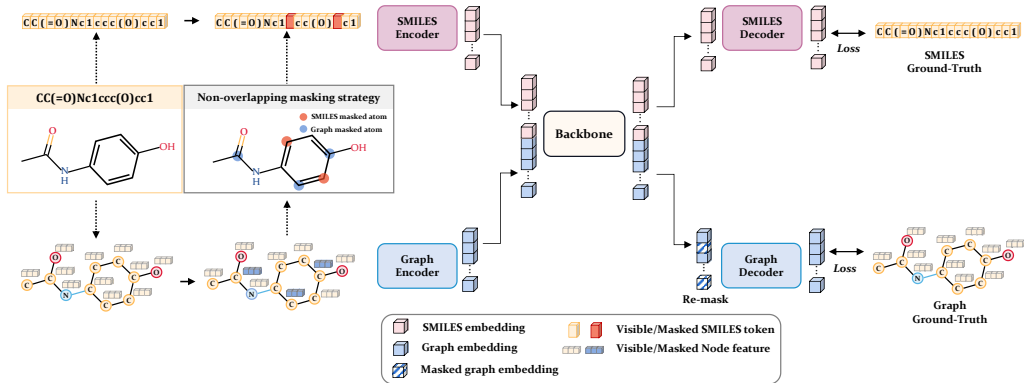 CC(=O)Nc1ccc(O)cc1
CC(=O)Nc1 cc(O) c1
SMILES
Encoder
SMILES
Decoder
Loss
CC(=O)Nc1ccc(O)cc1
SMILES
Ground-Truth
CC(=O)Nc1ccc(O)cc1
O
OH
N
H
Non-overlapping masking strategy
SMILES masked atom
Graph masked atom
O
OH
N
H
Backbone
O
C
C
N
C
C
C
C
C
C
O
O
C
C
N
C
C
C
C
C
C
O
Graph
Encoder
Re-mask
Graph
Decoder
Loss
O
C
C
N
C
C
C
C
C
C
O
Graph
Ground-Truth
SMILES embedding
Graph embedding
Masked graph embedding
Visible/Masked SMILES token
Visible/Masked Node feature